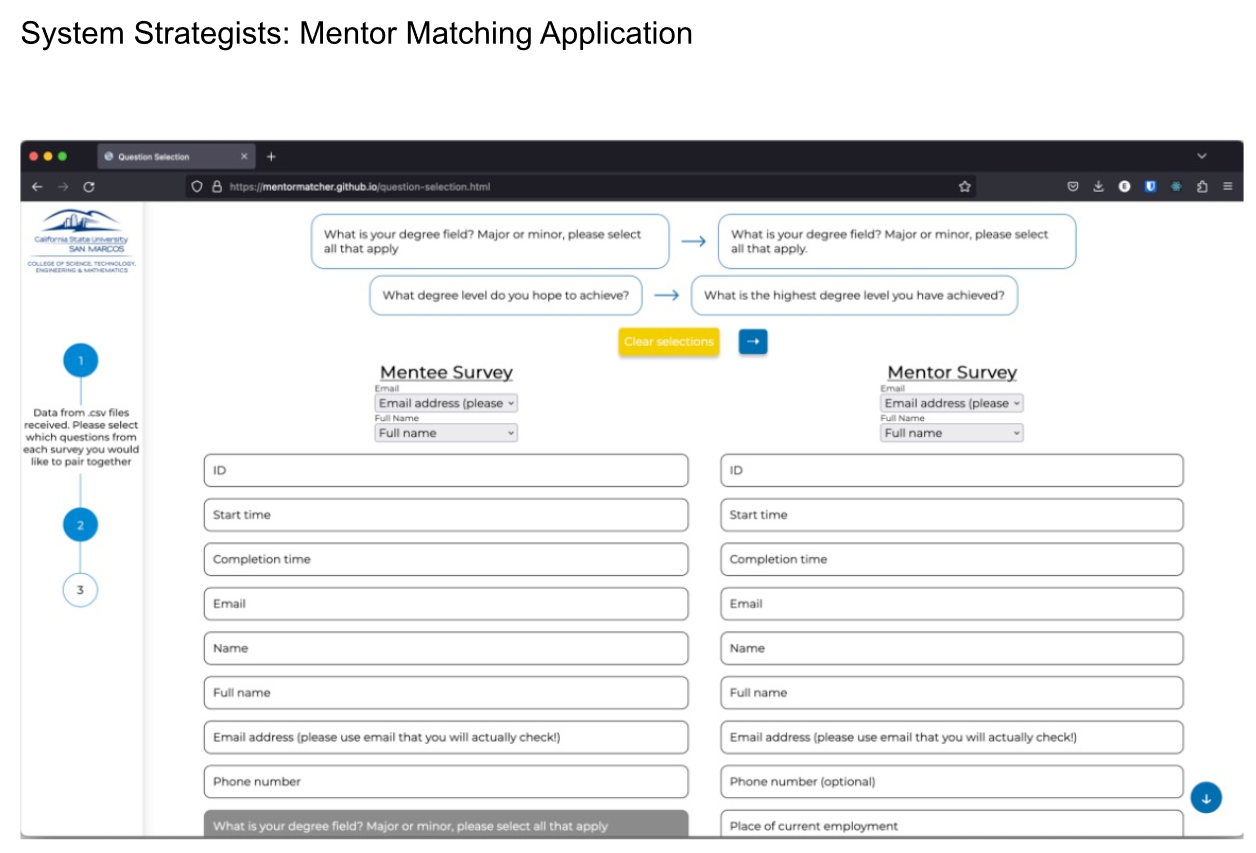 System Strategists: Mentor Matching Application
Question Selection
https://mentormatcher.github.io/question-selection.html
California State University
SAN MARCOS
COLLEGE OF SCIENCE, TECHNOLOGY,
ENGINEERING & MATHEMATICS
1
Data from .csv files
received. Please select
which questions from
each survey you would
like to pair together
2
3
What is your degree field? Major or minor, please select
all that apply
What is your degree field? Major or minor, please select
all that apply.
What degree level do you hope to achieve?
What is the highest degree level you have achieved?
Clear selections
Mentee Survey
Email
Email address (please
Full Name
Full name
ID
Start time
Completion time
Email
Name
Full name
Email address (please use email that you will actually check!)
Phone number
What is your degree field? Major or minor, please select all that apply
Mentor Survey
Email
Email address (please
Full Name
Full name
ID
Start time
Completion time
Email
Name
Full name
Email address (please use email that you will actually check!)
Phone number (optional)
Place of current employment